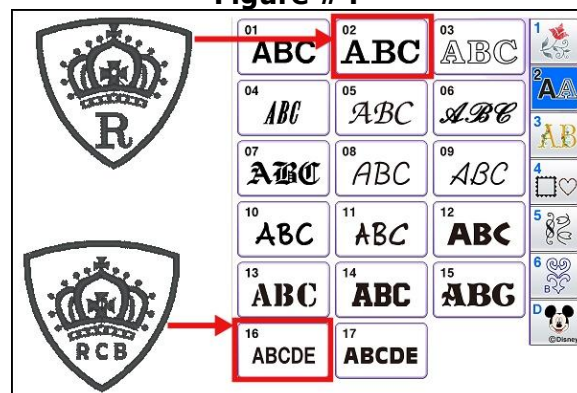 01 ABC
02 ABC
03 ABC
1
R
2 AA
04 ABC
05 ABC
06 ABC
3 AB
07 ABC
08 ABC
09 ABC
4
10 ABC
11 ABC
12 ABC
5
RCB
13 ABC
14 ABC
15 ABC
6 B
16 ABCDE
17 ABCDE
D
©Disney